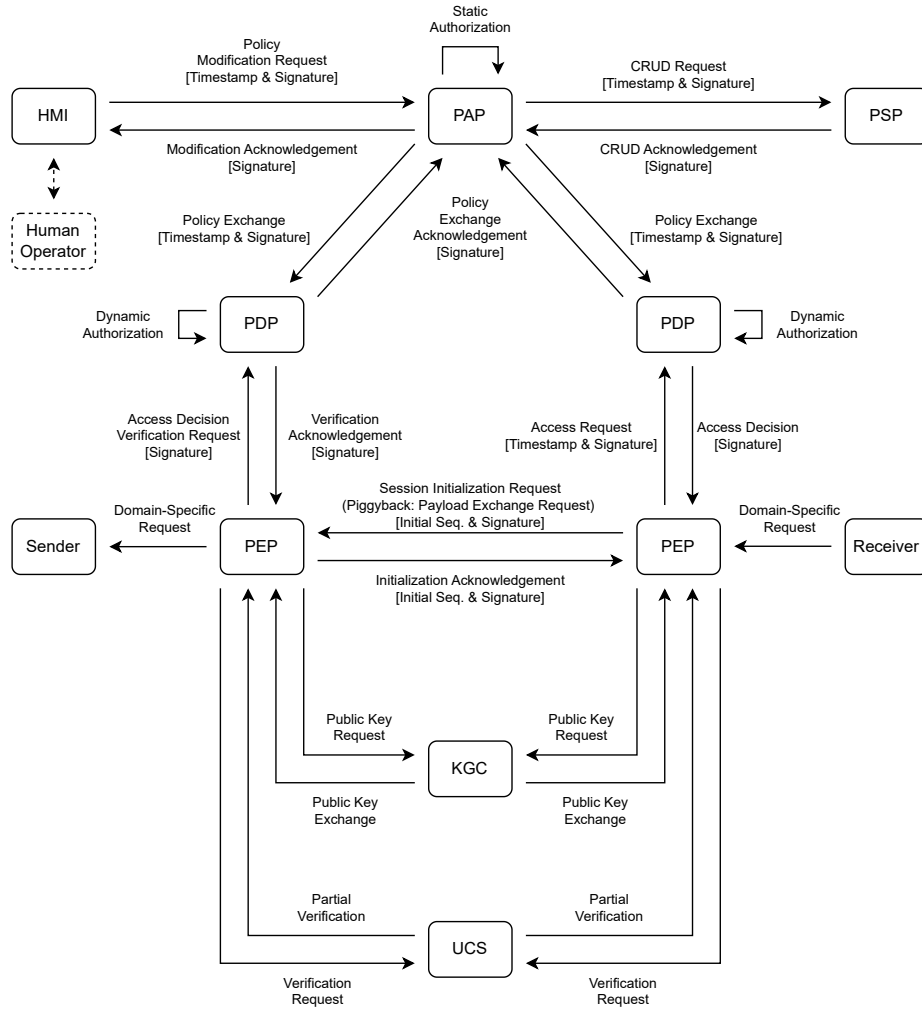 Static
Authorization
Policy
Modification Request
[Timestamp & Signature]
CRUD Request
[Timestamp & Signature]
HMI
PAP
PSP
Modification Acknowledgement
[Signature]
CRUD Acknowledgement
[Signature]
Human
Operator
Policy Exchange
[Timestamp & Signature]
Policy
Exchange
Acknowledgement
[Signature]
Policy Exchange
[Timestamp & Signature]
Dynamic
Authorization
PDP
PDP
Dynamic
Authorization
Access Decision
Verification Request
[Signature]
Verification
Acknowledgement
[Signature]
Access Request
[Timestamp & Signature]
Access Decision
[Signature]
Session Initialization Request
(Piggyback: Payload Exchange Request)
[Initial Seq. & Signature]
Domain-Specific
Request
Domain-Specific
Request
Sender
PEP
PEP
Receiver
Initialization Acknowledgement
[Initial Seq. & Signature]
Public Key
Request
Public Key
Request
KGC
Public Key
Exchange
Public Key
Exchange
Partial
Verification
Partial
Verification
UCS
Verification
Request
Verification
Request